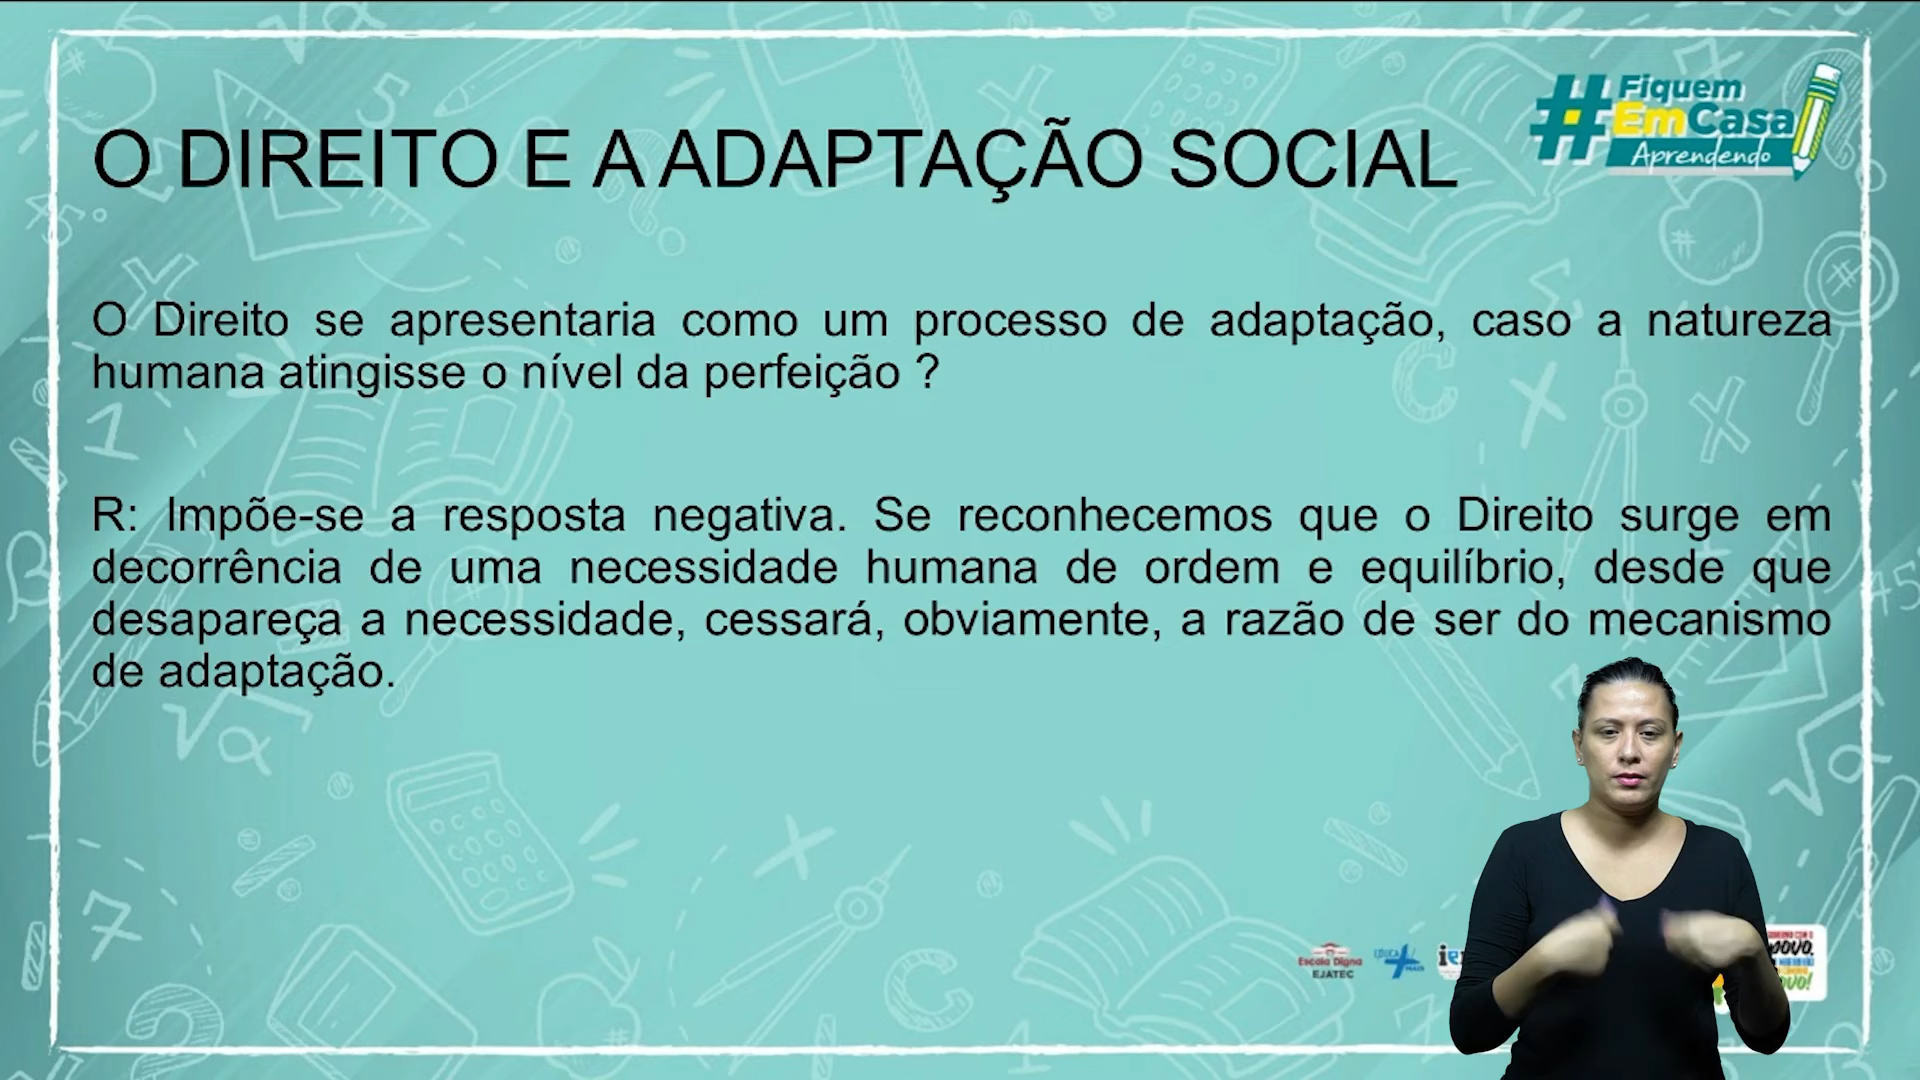 #Fiquem
EmCasa
Aprendendo
O DIREITO E A ADAPTAÇÃO SOCIAL
O Direito se apresentaria como um processo de adaptação, caso a natureza
humana atingisse o nível da perfeição ?
R: Impõe-se a resposta negativa. Se reconhecemos que o Direito surge em
decorrência de uma necessidade humana de ordem e equilíbrio, desde que
desapareça a necessidade, cessará, obviamente, a razão de ser do mecanismo
de adaptação.
Escola Digna
EJATEC